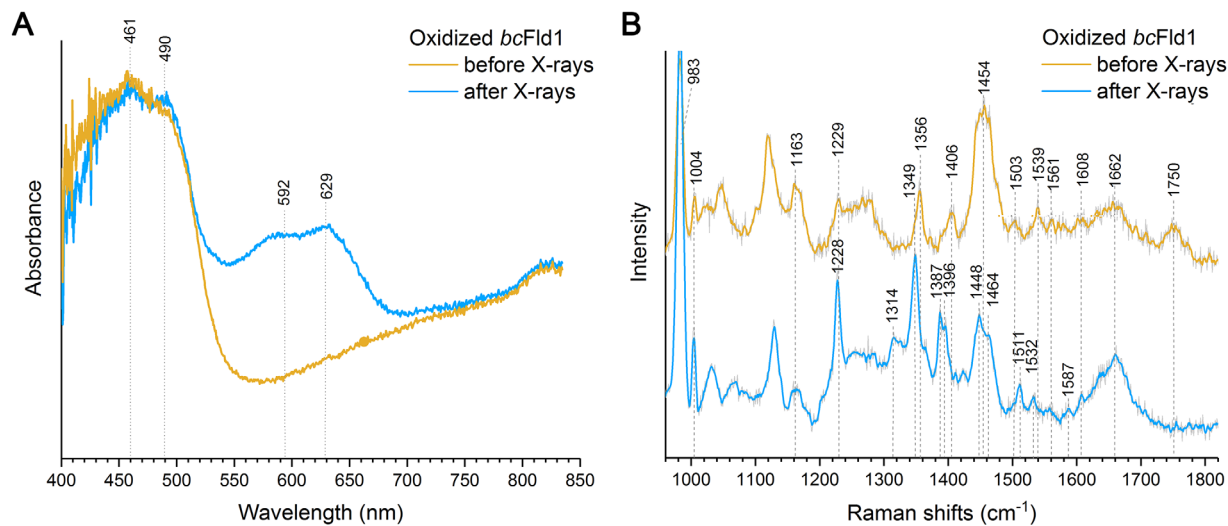 A
461
490
592
629
Oxidized bcFld1
before X-rays
after X-rays
Absorbance
400 450 500 550 600 650 700 750 800 850
Wavelength (nm)
B
Oxidized bcFld1
before X-rays
after X-rays
983
1004
1163
1229
1349
1356
1406
1454
1503
1539
1561
1608
1662
1750
1228
1314
1387
1396
1448
1464
1511
1532
1587
Intensity
1000 1100 1200 1300 1400 1500 1600 1700 1800
Raman shifts (cm⁻¹)